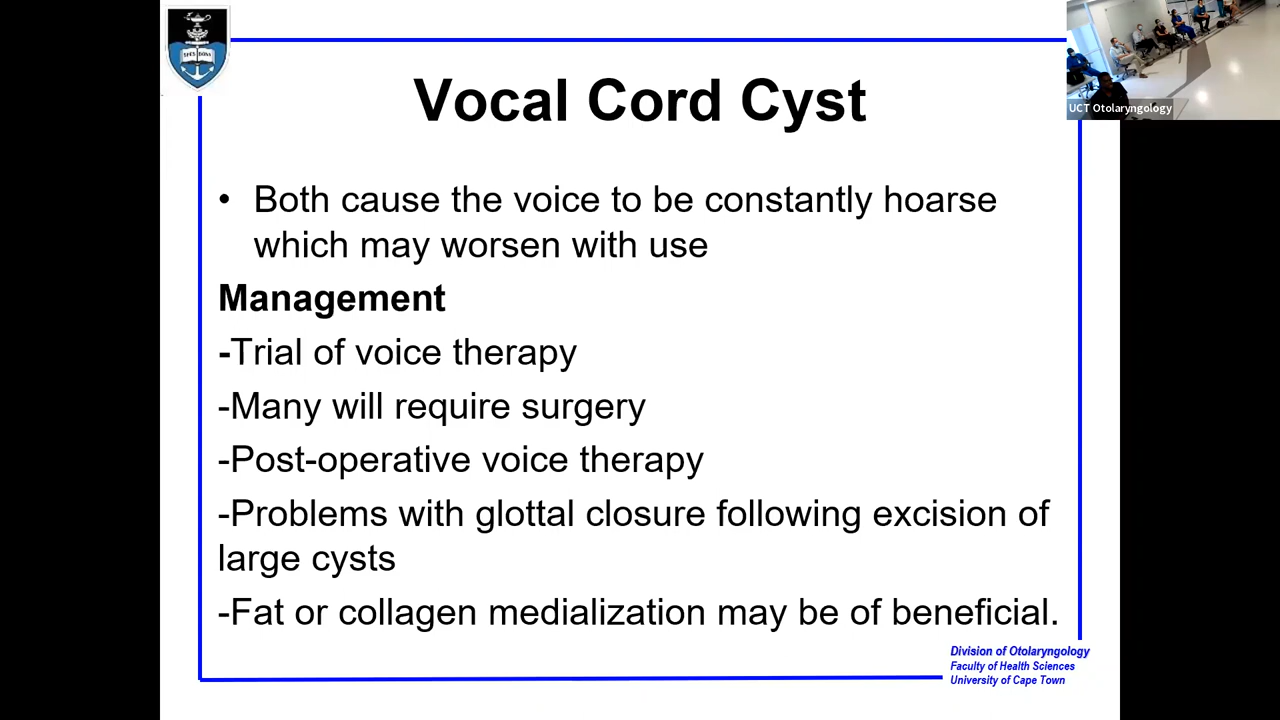 Vocal Cord Cyst
UCT Otolaryngology
• Both cause the voice to be constantly hoarse
which may worsen with use
Management
-Trial of voice therapy
-Many will require surgery
-Post-operative voice therapy
-Problems with glottal closure following excision of
large cysts
-Fat or collagen medialization may be of beneficial.
Division of Otolaryngology
Faculty of Health Sciences
University of Cape Town